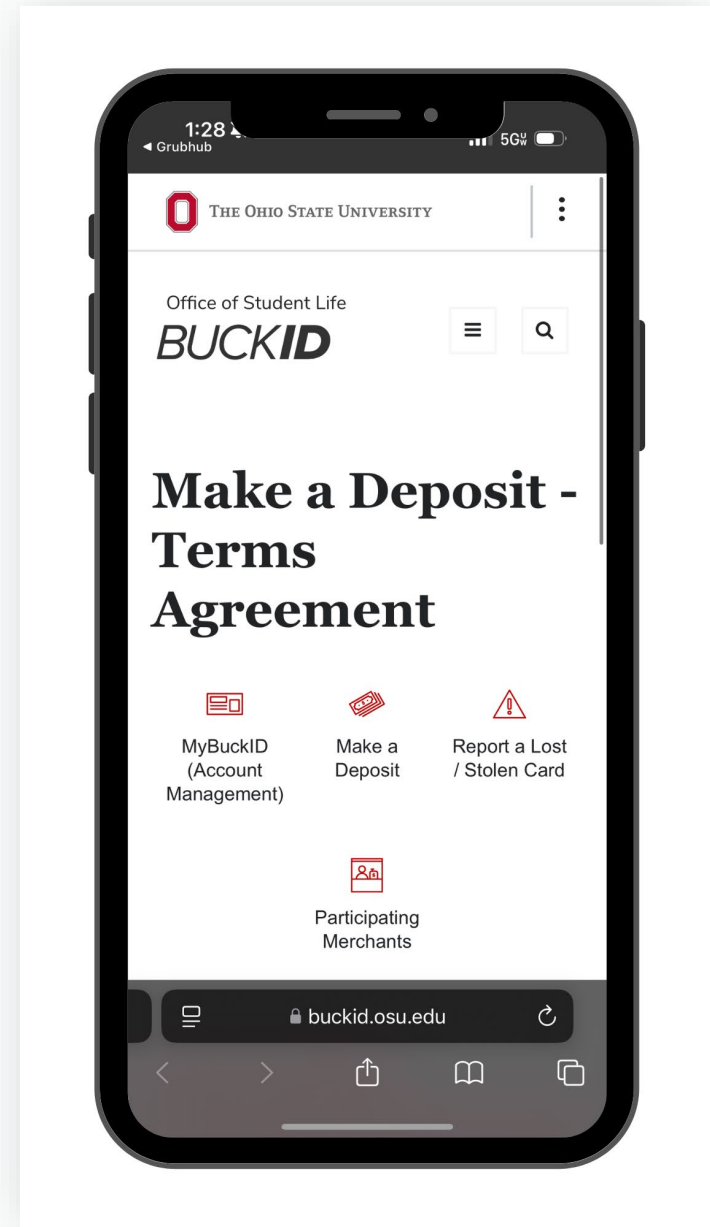 1:28
◀ Grubhub
5G UW
THE OHIO STATE UNIVERSITY
Office of Student Life
BUCKID
Make a Deposit -
Terms
Agreement
MyBuckID
(Account
Management)
Make a
Deposit
Report a Lost
/ Stolen Card
Participating
Merchants
buckid.osu.edu